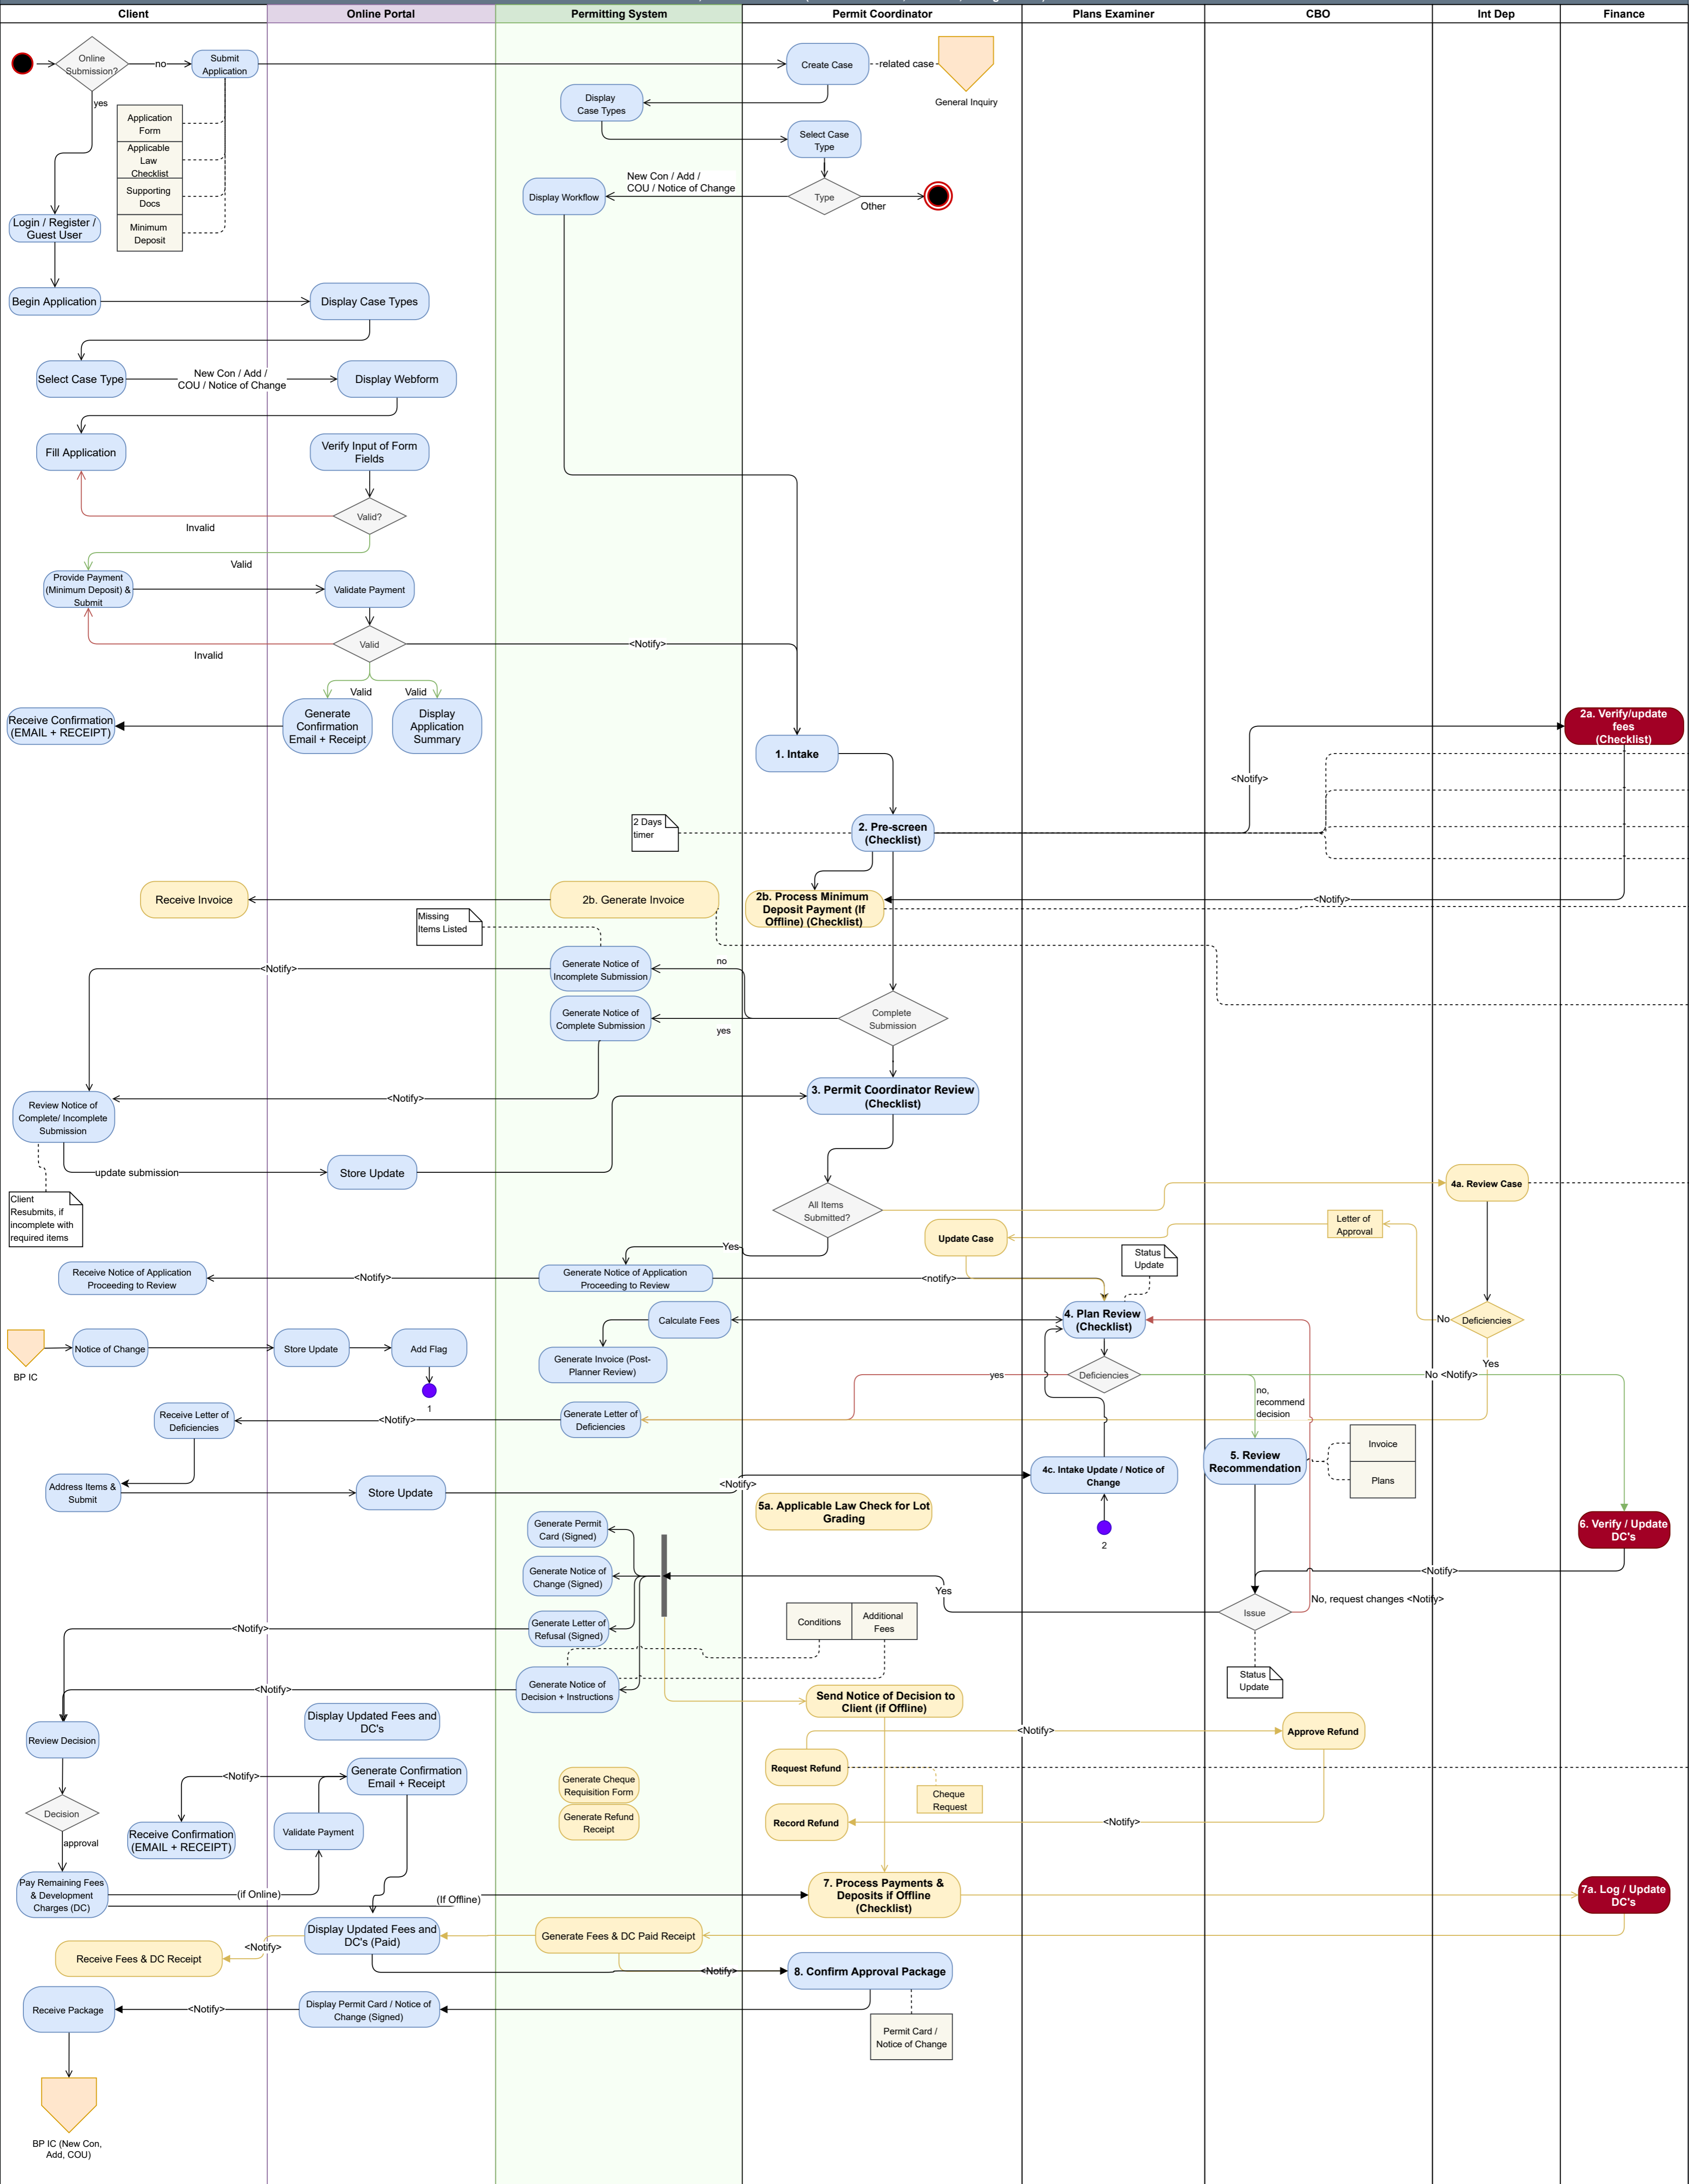 Client
Online Portal
Permitting System
Permit Coordinator
Plans Examiner
CBO
Int Dep
Finance
Online
Submission?
no
Submit
Application
Create Case
related case
General Inquiry
yes
Display
Case Types
Application
Form
Applicable
Law
Checklist
Supporting
Docs
Minimum
Deposit
Select Case
Type
New Con / Add /
COU / Notice of Change
Display Workflow
Type
Other
Login / Register /
Guest User
Begin Application
Display Case Types
Select Case Type
New Con / Add /
COU / Notice of Change
Display Webform
Fill Application
Verify Input of Form
Fields
Valid?
Invalid
Valid
Provide Payment
(Minimum Deposit) &
Submit
Validate Payment
Valid
<Notify>
Invalid
Valid
Valid
Receive Confirmation
(EMAIL + RECEIPT)
Generate
Confirmation
Email + Receipt
Display
Application
Summary
1. Intake
2a. Verify/update
fees
(Checklist)
<Notify>
2 Days
timer
2. Pre-screen
(Checklist)
Receive Invoice
2b. Generate Invoice
2b. Process Minimum
Deposit Payment (If
Offline) (Checklist)
<Notify>
Missing
Items Listed
<Notify>
Generate Notice of
Incomplete Submission
no
Generate Notice of
Complete Submission
yes
Complete
Submission
Review Notice of
Complete/ Incomplete
Submission
<Notify>
3. Permit Coordinator Review
(Checklist)
update submission
Store Update
Client
Resubmits, if
incomplete with
required items
All Items
Submitted?
4a. Review Case
Letter of
Approval
Update Case
Yes
Status
Update
Receive Notice of Application
Proceeding to Review
<Notify>
Generate Notice of Application
Proceeding to Review
<notify>
Calculate Fees
4. Plan Review
(Checklist)
No
Deficiencies
BP IC
Notice of Change
Store Update
Add Flag
1
Generate Invoice (Post-
Planner Review)
Yes
yes
Deficiencies
No <Notify>
no,
recommend
decision
Receive Letter of
Deficiencies
<Notify>
Generate Letter of
Deficiencies
Invoice
Plans
5. Review
Recommendation
Address Items &
Submit
Store Update
<Notify>
4c. Intake Update / Notice of
Change
5a. Applicable Law Check for Lot
Grading
2
Generate Permit
Card (Signed)
6. Verify / Update
DC's
Generate Notice of
Change (Signed)
<Notify>
Yes
Issue
No, request changes <Notify>
Conditions
Additional
Fees
<Notify>
Generate Letter of
Refusal (Signed)
Status
Update
<Notify>
Generate Notice of
Decision + Instructions
Send Notice of Decision to
Client (if Offline)
Display Updated Fees and
DC's
Review Decision
<Notify>
Approve Refund
Request Refund
<Notify>
Generate Confirmation
Email + Receipt
Generate Cheque
Requisition Form
Cheque
Request
Decision
Generate Refund
Receipt
Record Refund
<Notify>
Receive Confirmation
(EMAIL + RECEIPT)
Validate Payment
approval
Pay Remaining Fees
& Development
Charges (DC)
(if Online)
(If Offline)
7. Process Payments &
Deposits if Offline
(Checklist)
7a. Log / Update
DC's
Display Updated Fees and
DC's (Paid)
Generate Fees & DC Paid Receipt
<Notify>
Receive Fees & DC Receipt
<Notify>
8. Confirm Approval Package
Receive Package
<Notify>
Display Permit Card / Notice of
Change (Signed)
Permit Card /
Notice of Change
BP IC (New Con,
Add, COU)